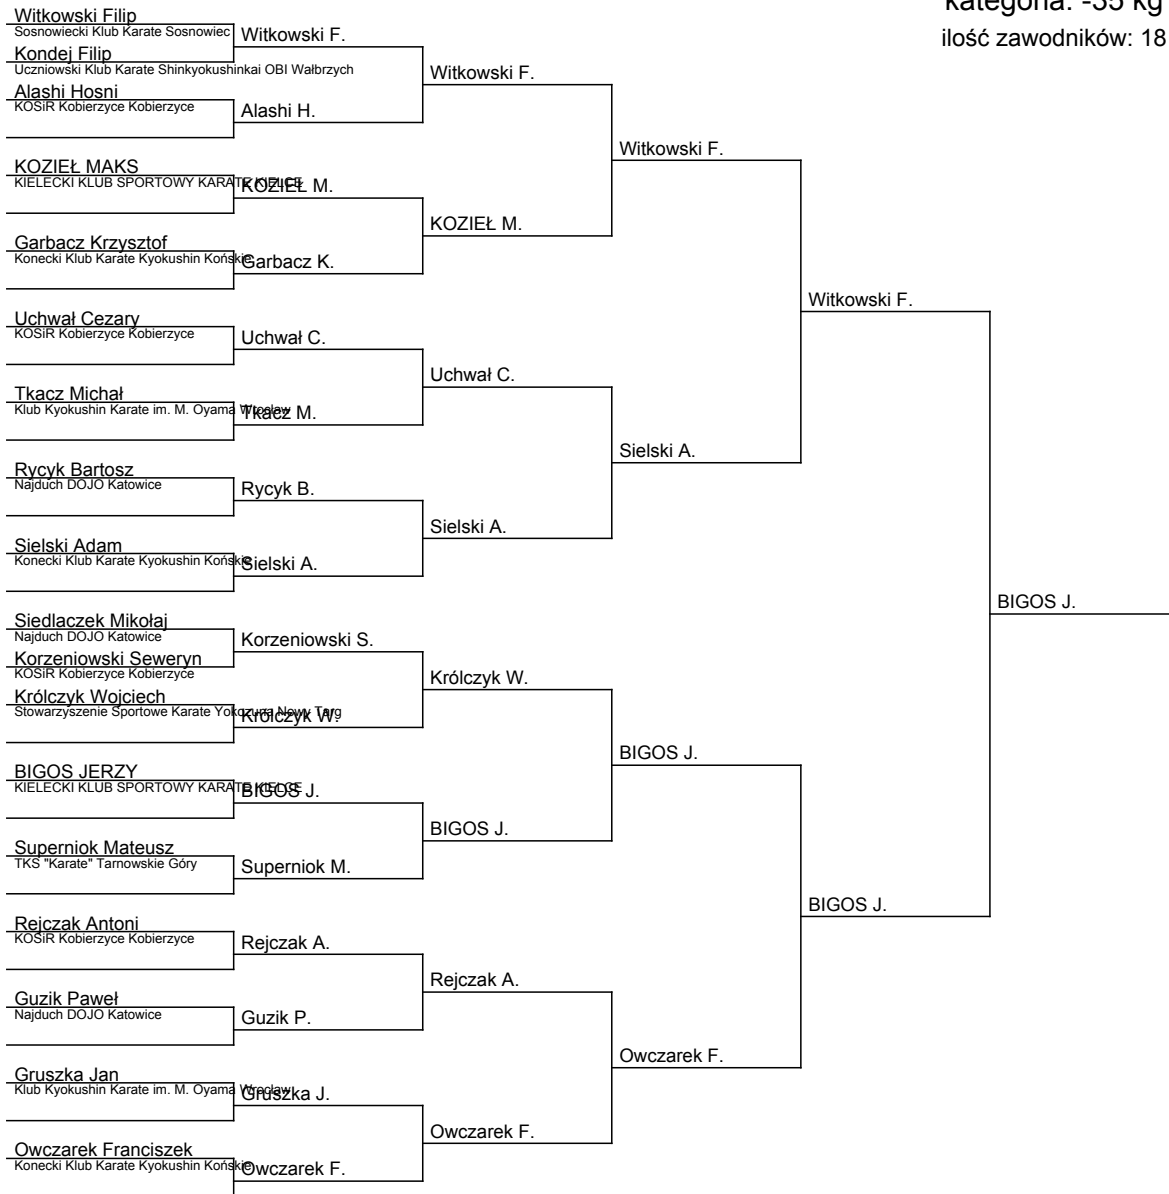 kategoria: -35 kg
ilość zawodników: 18
Witkowski Filip
Sosnowiecki Klub Karate Sosnowiec
Witkowski F.
Kondej Filip
Uczniowski Klub Karate Shinkyokushinkai OBI Wałbrzych
Witkowski F.
Alashi Hosni
KOSiR Kobierzyce Kobierzyce
Alashi H.
Witkowski F.
KOZIEŁ MAKS
KIELECKI KLUB SPORTOWY KARATE KIELCE
KOZIEŁ M.
KOZIEŁ M.
Garbacz Krzysztof
Konecki Klub Karate Kyokushin Końskie
Garbacz K.
Witkowski F.
Uchwał Cezary
KOSiR Kobierzyce Kobierzyce
Uchwał C.
Uchwał C.
Tkacz Michał
Klub Kyokushin Karate im. M. Oyama Wrocław
Tkacz M.
Sielski A.
Rycyk Bartosz
Najduch DOJO Katowice
Rycyk B.
Sielski A.
Sielski Adam
Konecki Klub Karate Kyokushin Końskie
Sielski A.
BIGOS J.
Siedlaczek Mikołaj
Najduch DOJO Katowice
Korzeniowski S.
Korzeniowski Seweryn
KOSiR Kobierzyce Kobierzyce
Królczyk W.
Królczyk Wojciech
Stowarzyszenie Sportowe Karate Yokozuna Nowy Targ
Królczyk W.
BIGOS J.
BIGOS JERZY
KIELECKI KLUB SPORTOWY KARATE KIELCE
BIGOS J.
BIGOS J.
Superniok Mateusz
TKS "Karate" Tarnowskie Góry
Superniok M.
BIGOS J.
Rejczak Antoni
KOSiR Kobierzyce Kobierzyce
Rejczak A.
Rejczak A.
Guzik Paweł
Najduch DOJO Katowice
Guzik P.
Owczarek F.
Gruszka Jan
Klub Kyokushin Karate im. M. Oyama Wrocław
Gruszka J.
Owczarek F.
Owczarek Franciszek
Konecki Klub Karate Kyokushin Końskie
Owczarek F.